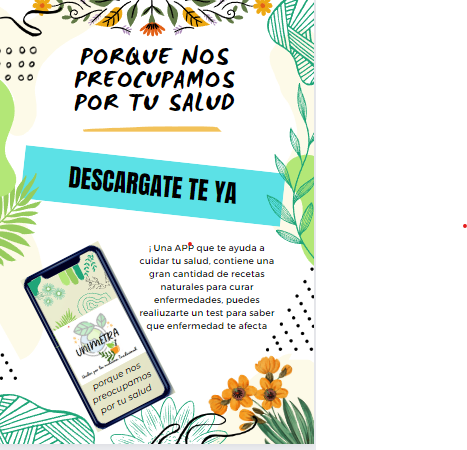 PORQUE NOS
PREOCUPAMOS
POR TU SALUD
DESCARGATE TE YA
¡ Una APP que te ayuda a
cuidar tu salud, contiene una
gran cantidad de recetas
naturales para curar
enfermedades, puedes
realiuzarte un test para saber
que enfermedad te afecta
UNIMETRA
porque nos
preocupamos
por tu salud